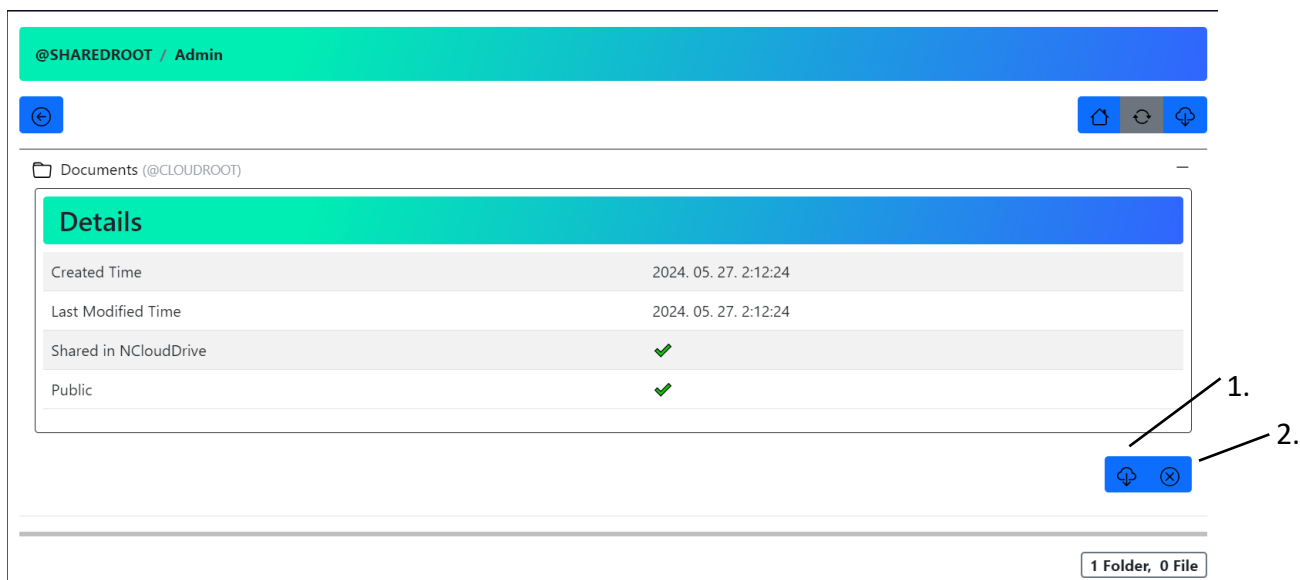 @SHAREDROOT / Admin
Documents (@CLOUDROOT)
Details
Created Time 2024. 05. 27. 2:12:24
Last Modified Time 2024. 05. 27. 2:12:24
Shared in NCloudDrive
Public
1.
2.
1 Folder, 0 File